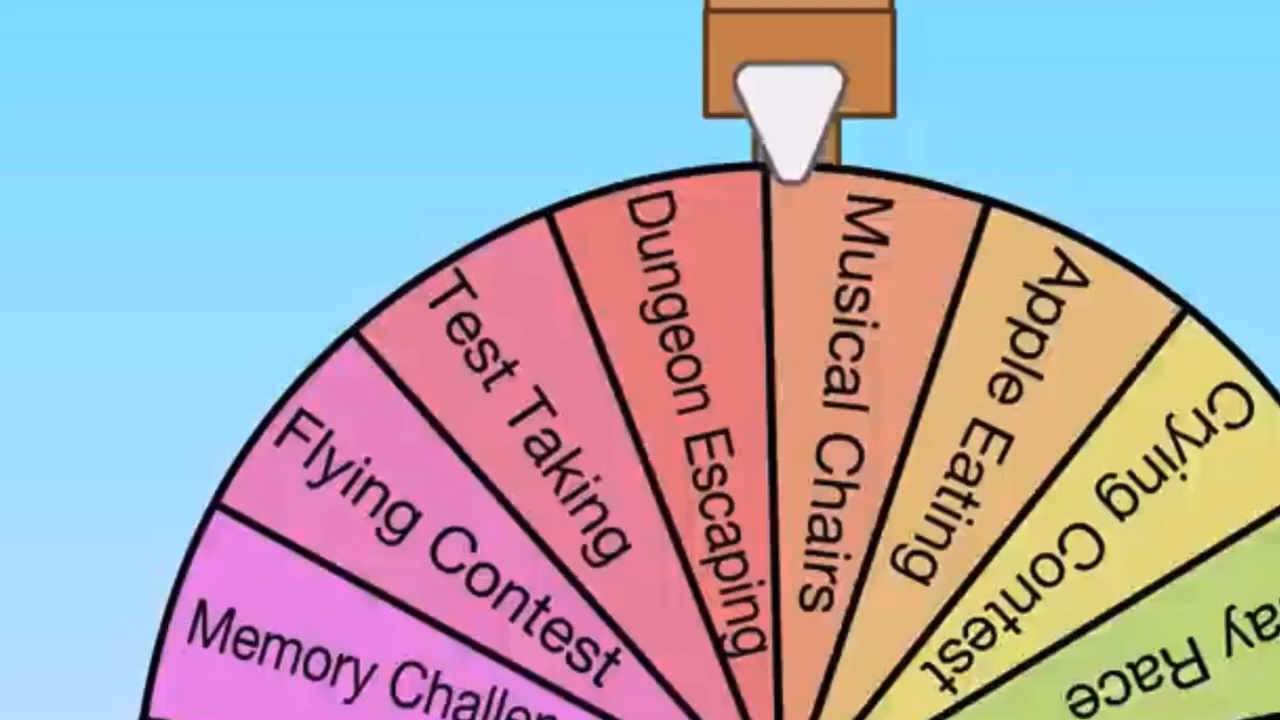 Memory
Flying Contest
Test Taking
Dungeon Escaping
Musical Chairs
Apple Eating
Crying Contest
Race